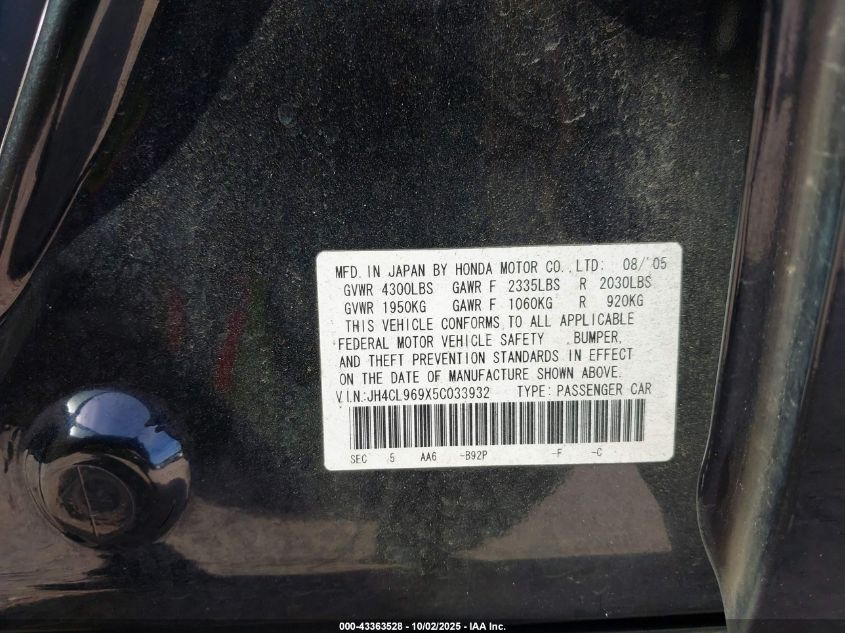 MFD. IN JAPAN BY HONDA MOTOR CO.,LTD. 08/'05
GVWR 4300LBS GAWR F 2335LBS R 2030LBS
GVWR 1950KG GAWR F 1060KG R 920KG
THIS VEHICLE CONFORMS TO ALL APPLICABLE
FEDERAL MOTOR VEHICLE SAFETY, BUMPER,
AND THEFT PREVENTION STANDARDS IN EFFECT
ON THE DATE OF MANUFACTURE SHOWN ABOVE.
V.I.N.:JH4CL969X5C033932 TYPE: PASSENGER CAR
SEC 5 AA6 -B92P -F -C
000-43363528 - 10/02/2025 - IAA Inc.